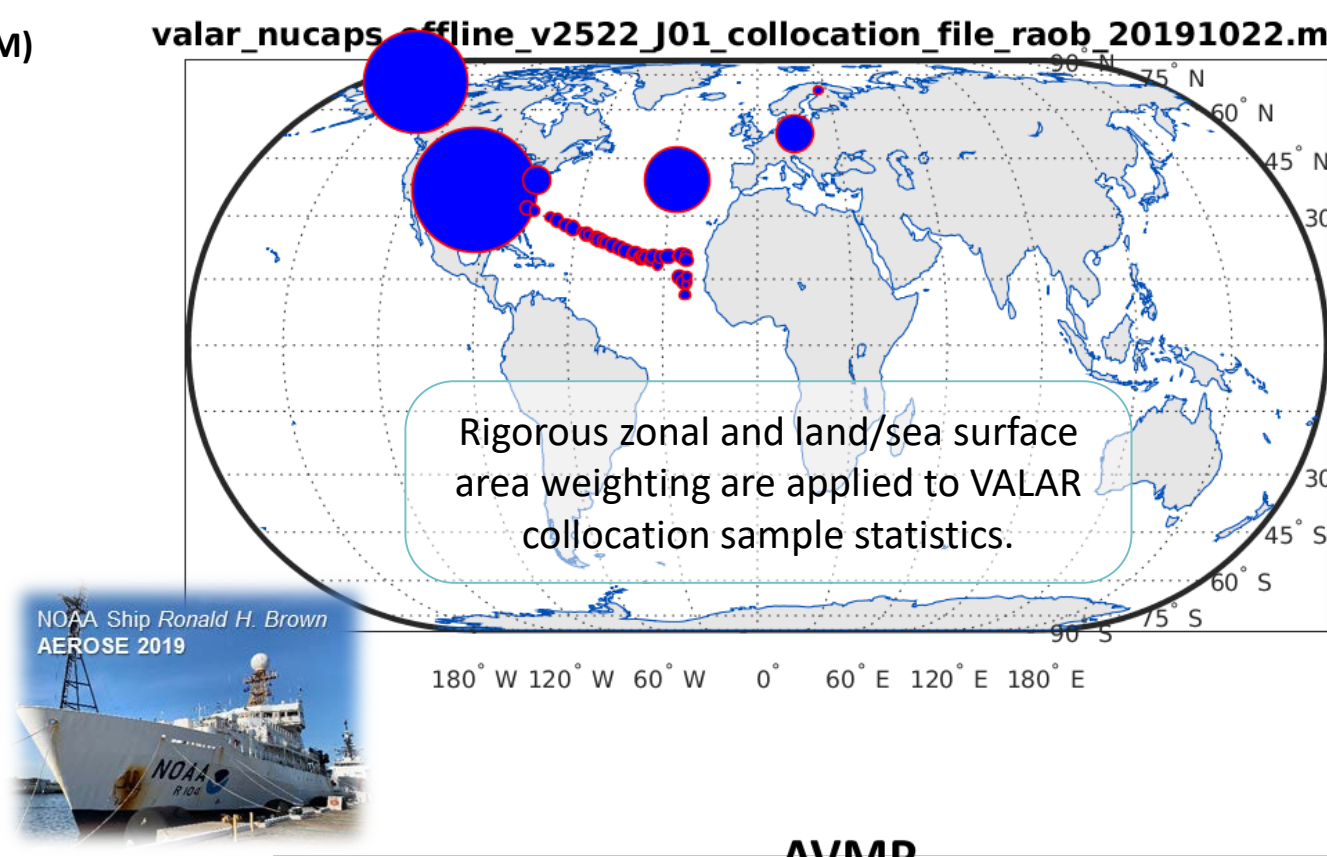 M)
valar_nucaps_offline_v2522_J01_collocation_file_raob_20191022.m
90° N
75° N
60° N
45° N
30
Rigorous zonal and land/sea surface
area weighting are applied to VALAR
collocation sample statistics.
30
45° S
60° S
75° S
90° S
180° W 120° W 60° W 0° 60° E 120° E 180° E
NOAA Ship Ronald H. Brown
AEROSE 2019
NOAA
R 104
AVMP